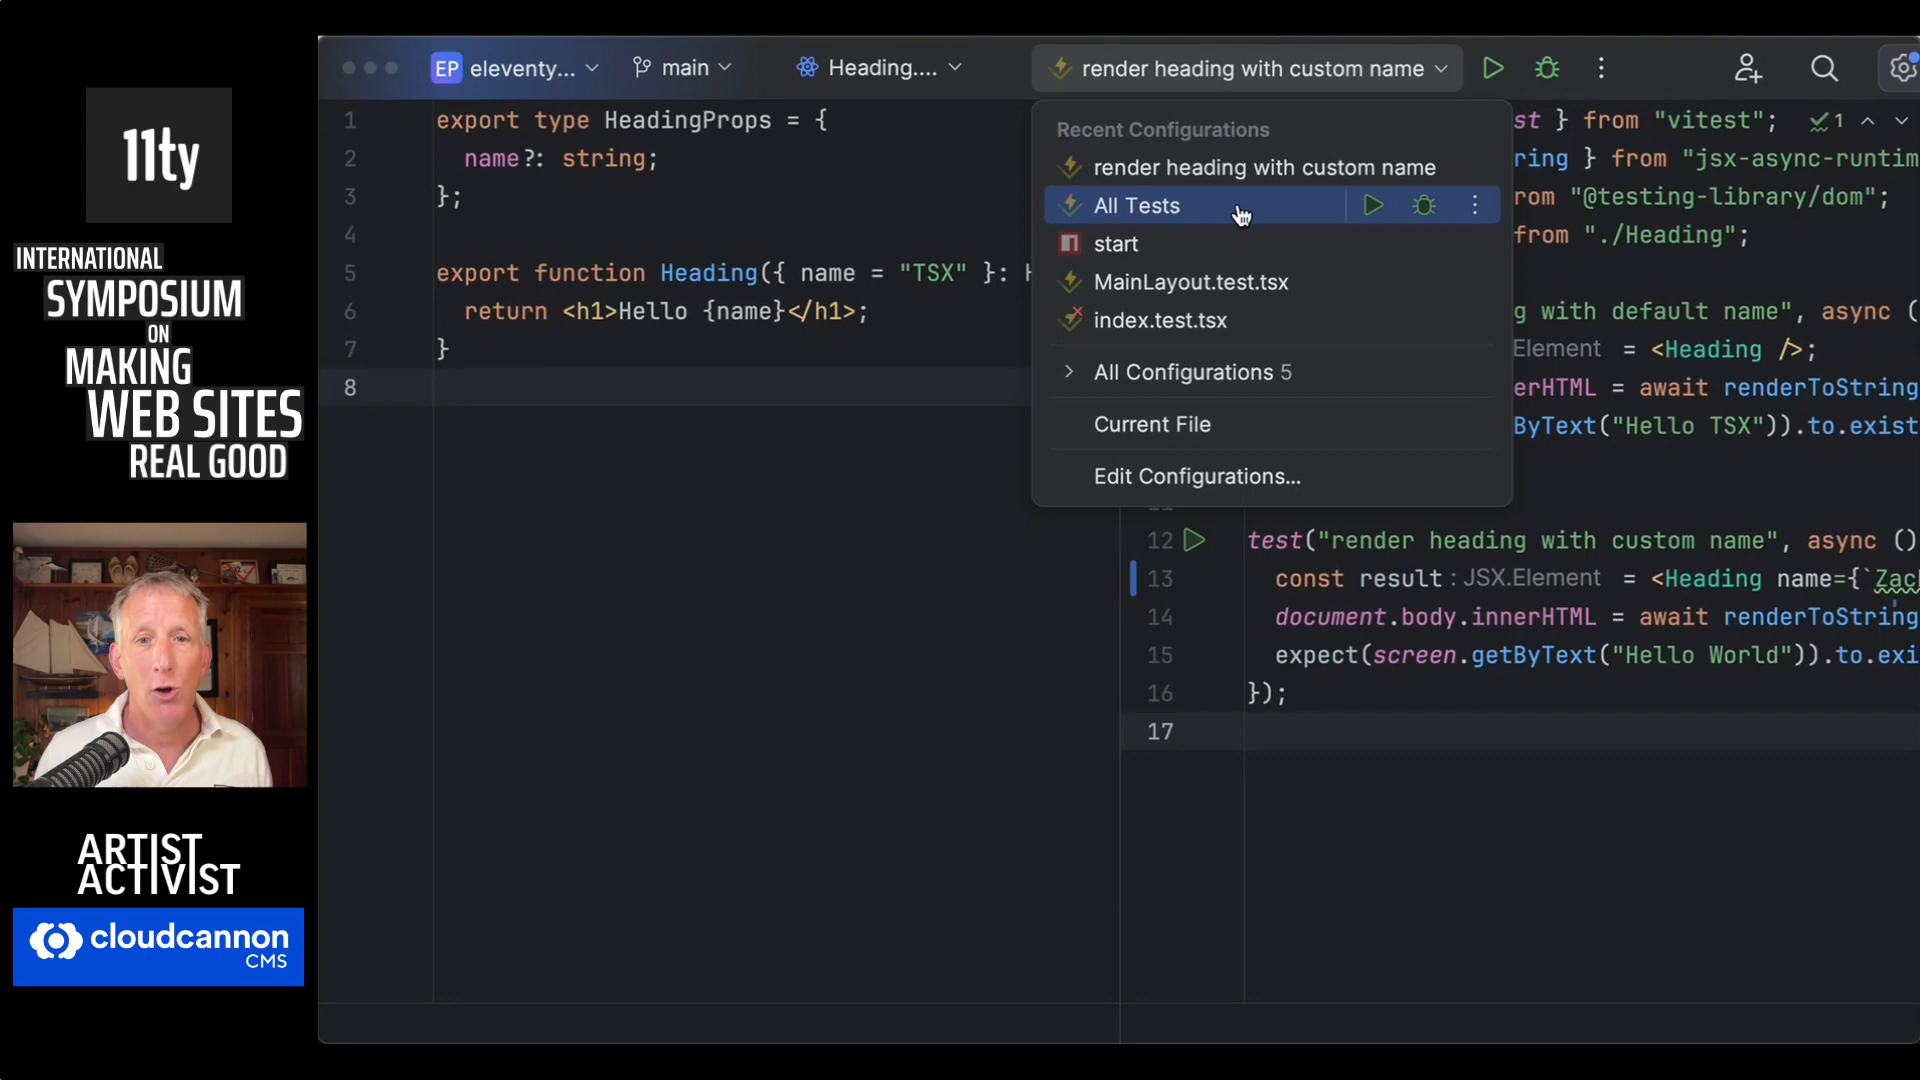 11ty
INTERNATIONAL
SYMPOSIUM
ON
MAKING
WEB SITES
REAL GOOD
ARTIST
ACTIVIST
cloudcannon
CMS
EP eleventy...
main
Heading....
render heading with custom name
1 export type HeadingProps = {
2 name?: string;
3 };
4
5 export function Heading({ name = "TSX" }: H
6 return <h1>Hello {name}</h1>;
7 }
8
Recent Configurations
render heading with custom name
All Tests
start
MainLayout.test.tsx
index.test.tsx
All Configurations 5
Current File
Edit Configurations...
st } from "vitest"; 1
ring } from "jsx-async-runtim
rom "@testing-library/dom";
from "./Heading";
g with default name", async (
Element = <Heading />;
erHTML = await renderToString
ByText("Hello TSX")).to.exist
12 test("render heading with custom name", async ()
13 const result : JSX.Element = <Heading name={`Zach
14 document.body.innerHTML = await renderToString
15 expect(screen.getByText("Hello World")).to.exi
16 });
17